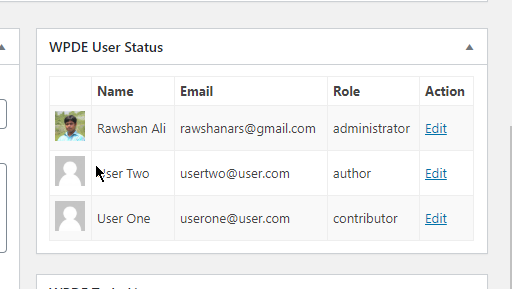 WPDE User Status
Name Email Role Action
Rawshan Ali rawshanars@gmail.com administrator Edit
User Two usertwo@user.com author Edit
User One userone@user.com contributor Edit